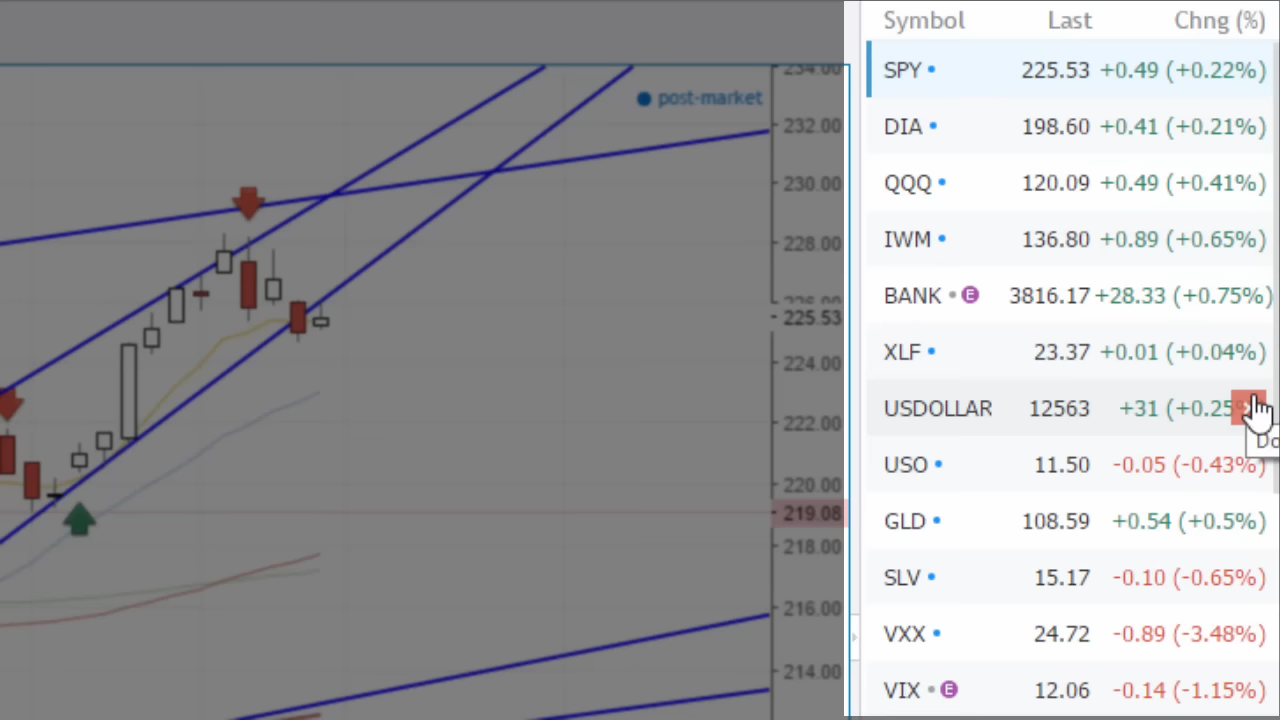 Symbol Last Chng (%)
SPY 225.53 +0.49 (+0.22%)
DIA 198.60 +0.41 (+0.21%)
QQQ 120.09 +0.49 (+0.41%)
IWM 136.80 +0.89 (+0.65%)
BANK E 3816.17 +28.33 (+0.75%)
XLF 23.37 +0.01 (+0.04%)
USDOLLAR 12563 +31 (+0.25
USO 11.50 -0.05 (-0.43%)
GLD 108.59 +0.54 (+0.5%)
SLV 15.17 -0.10 (-0.65%)
VXX 24.72 -0.89 (-3.48%)
VIX E 12.06 -0.14 (-1.15%)
post-market
234.00
232.00
230.00
228.00
226.00
225.53
224.00
222.00
220.00
219.08
218.00
216.00
214.00